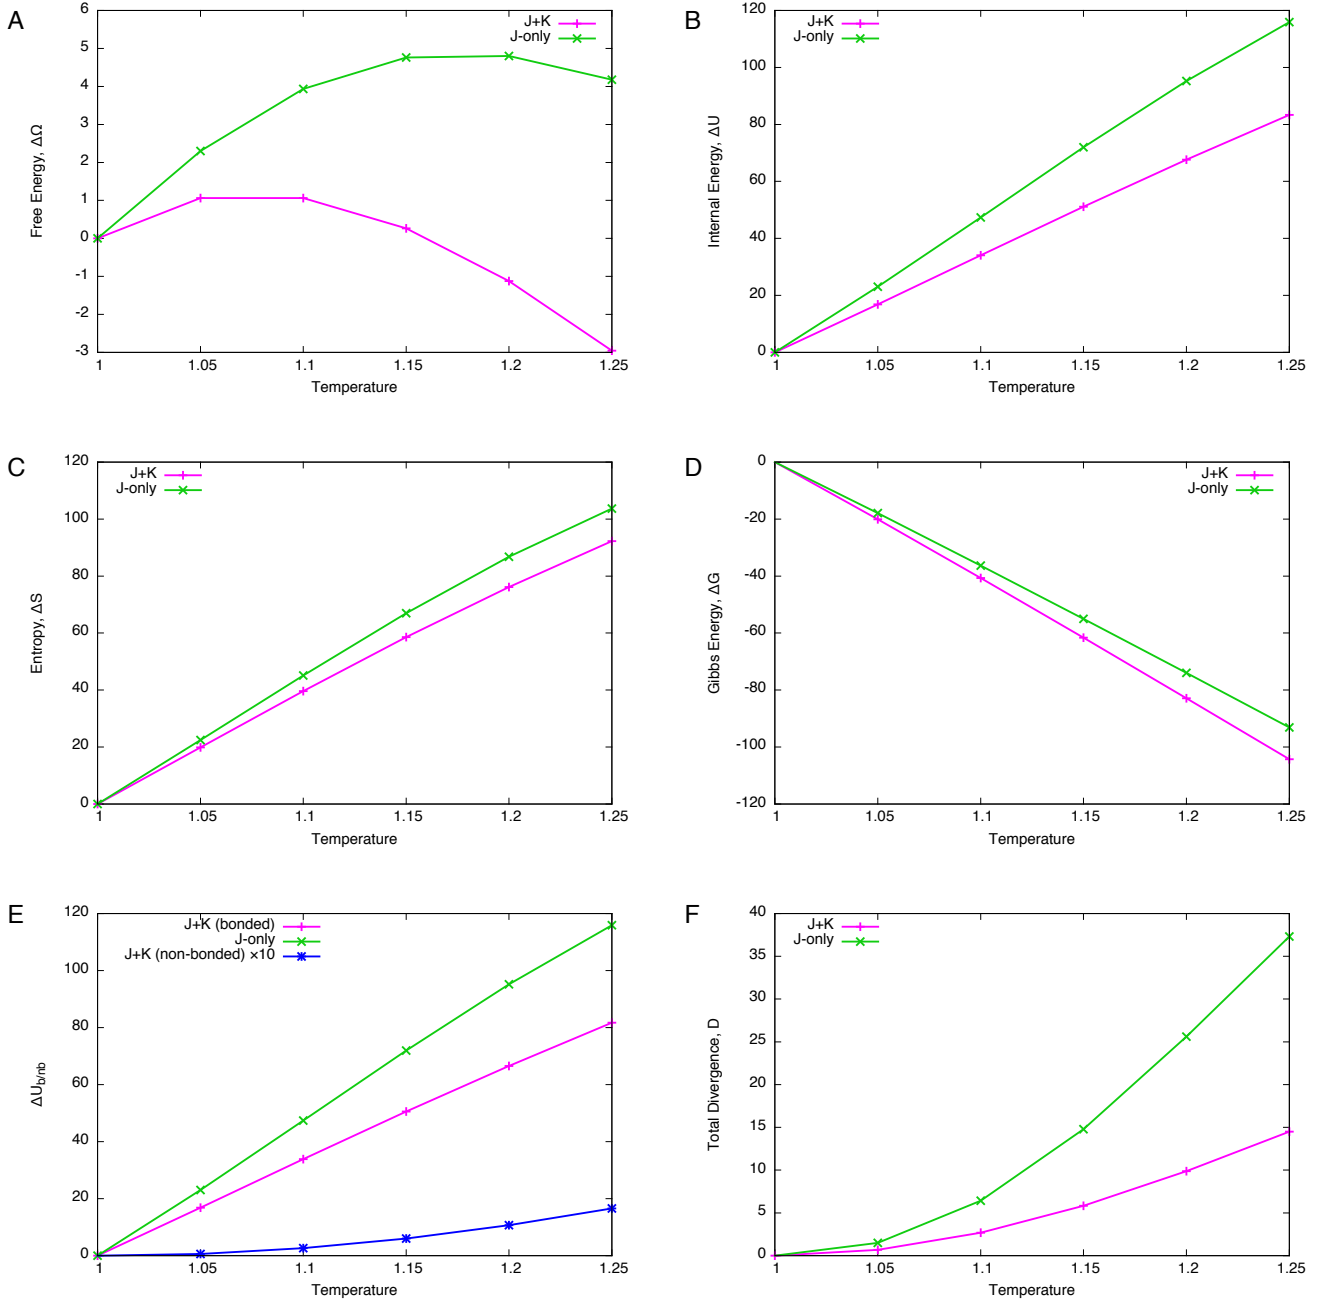 A
6
5
4
3
2
1
0
-1
-2
-3
Free Energy, ΔΩ
J+K
J-only
1
1.05
1.1
1.15
1.2
1.25
Temperature
B
120
100
80
60
40
20
0
Internal Energy, ΔU
J+K
J-only
1
1.05
1.1
1.15
1.2
1.25
Temperature
C
120
100
80
60
40
20
0
Entropy, ΔS
J+K
J-only
1
1.05
1.1
1.15
1.2
1.25
Temperature
D
0
-20
-40
-60
-80
-100
-120
Gibbs Energy, ΔG
J+K
J-only
1
1.05
1.1
1.15
1.2
1.25
Temperature
E
120
100
80
60
40
20
0
ΔU_b/nb
J+K (bonded)
J-only
J+K (non-bonded) ×10
1
1.05
1.1
1.15
1.2
1.25
Temperature
F
40
35
30
25
20
15
10
5
0
Total Divergence, D
J+K
J-only
1
1.05
1.1
1.15
1.2
1.25
Temperature